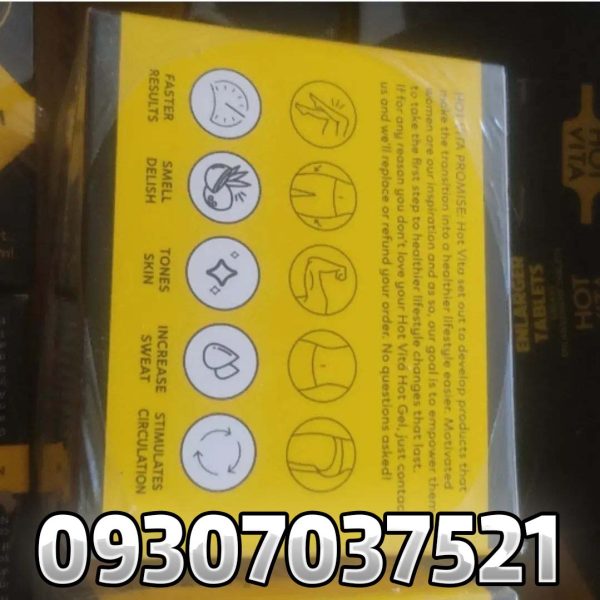 HOT VITA PROMISE: Hot Vita set out to develop products that
make the transition into a healthier lifestyle easier. Motivated
women are our inspiration and as so, our goal is to empower them
to take the first step to healthier lifestyle changes that last.
If for any reason you don't love your Hot Vita Hot Gel, just contact
us and we'll replace or refund your order. No questions asked!
FASTER
RESULTS
SMELL
DELISH
TONES
SKIN
INCREASE
SWEAT
STIMULATES
CIRCULATION
HOT
VITA
ENLARGER
TABLETS
HOT
09307037521